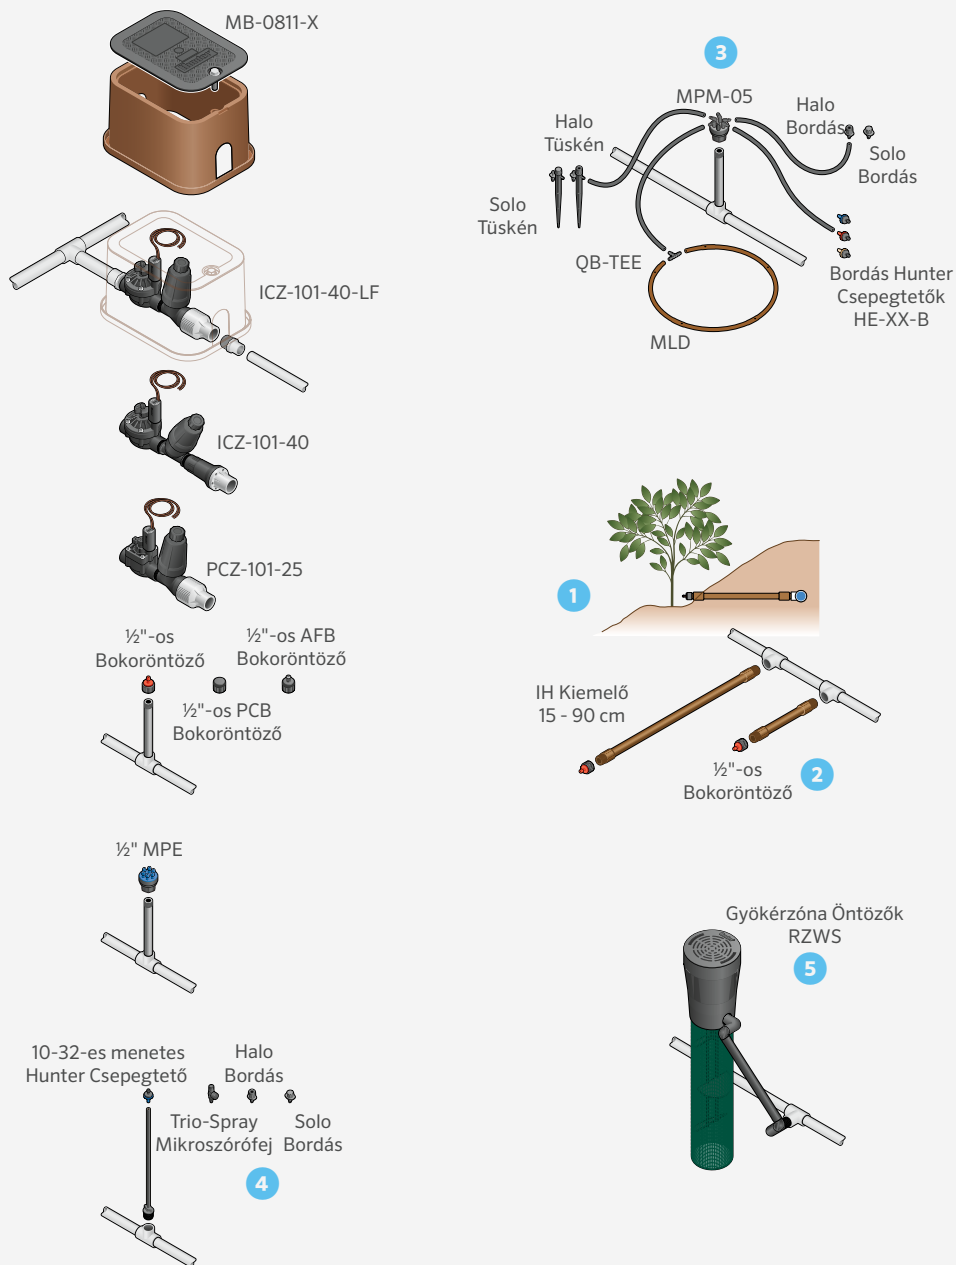 MB-0811-X
ICZ-101-40-LF
ICZ-101-40
PCZ-101-25
½"-os
Bokoröntöző
½"-os AFB
Bokoröntöző
½"-os PCB
Bokoröntöző
½" MPE
10-32-es menetes
Hunter Csepegtető
Halo
Bordás
Trio-Spray
Mikroszórófej
Solo
Bordás
4
3
MPM-05
Halo
Tüskén
Halo
Bordás
Solo
Bordás
Solo
Tüskén
QB-TEE
MLD
Bordás Hunter
Csepegtetők
HE-XX-B
1
IH Kiemelő
15 - 90 cm
½"-os
Bokoröntöző
2
Gyökérzóna Öntözők
RZWS
5